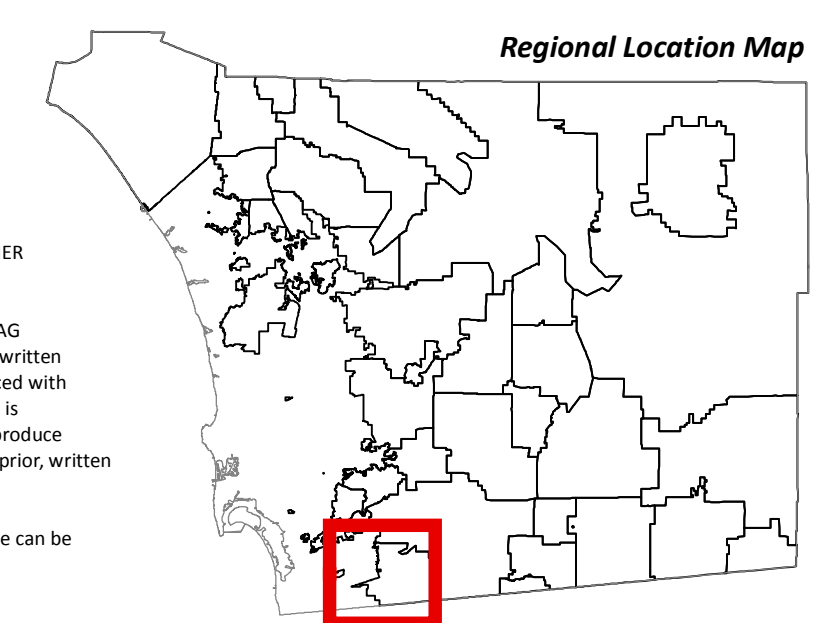 Regional Location Map
ER
AG
written
ced with
is
produce
prior, written
e can be